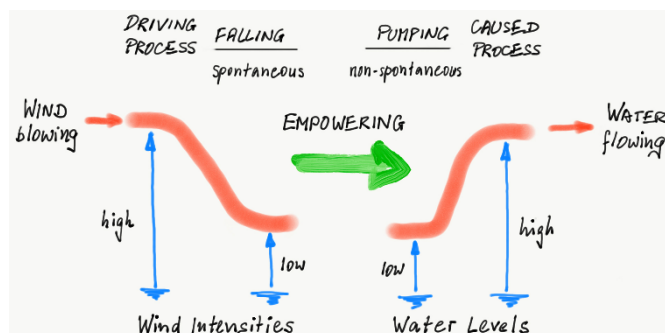 DRIVING
PROCESS
FALLING
spontaneous
PUMPING
non-spontaneous
CAUSED
PROCESS
WIND
blowing
EMPOWERING
WATER
flowing
high
low
low
high
Wind Intensities
Water Levels